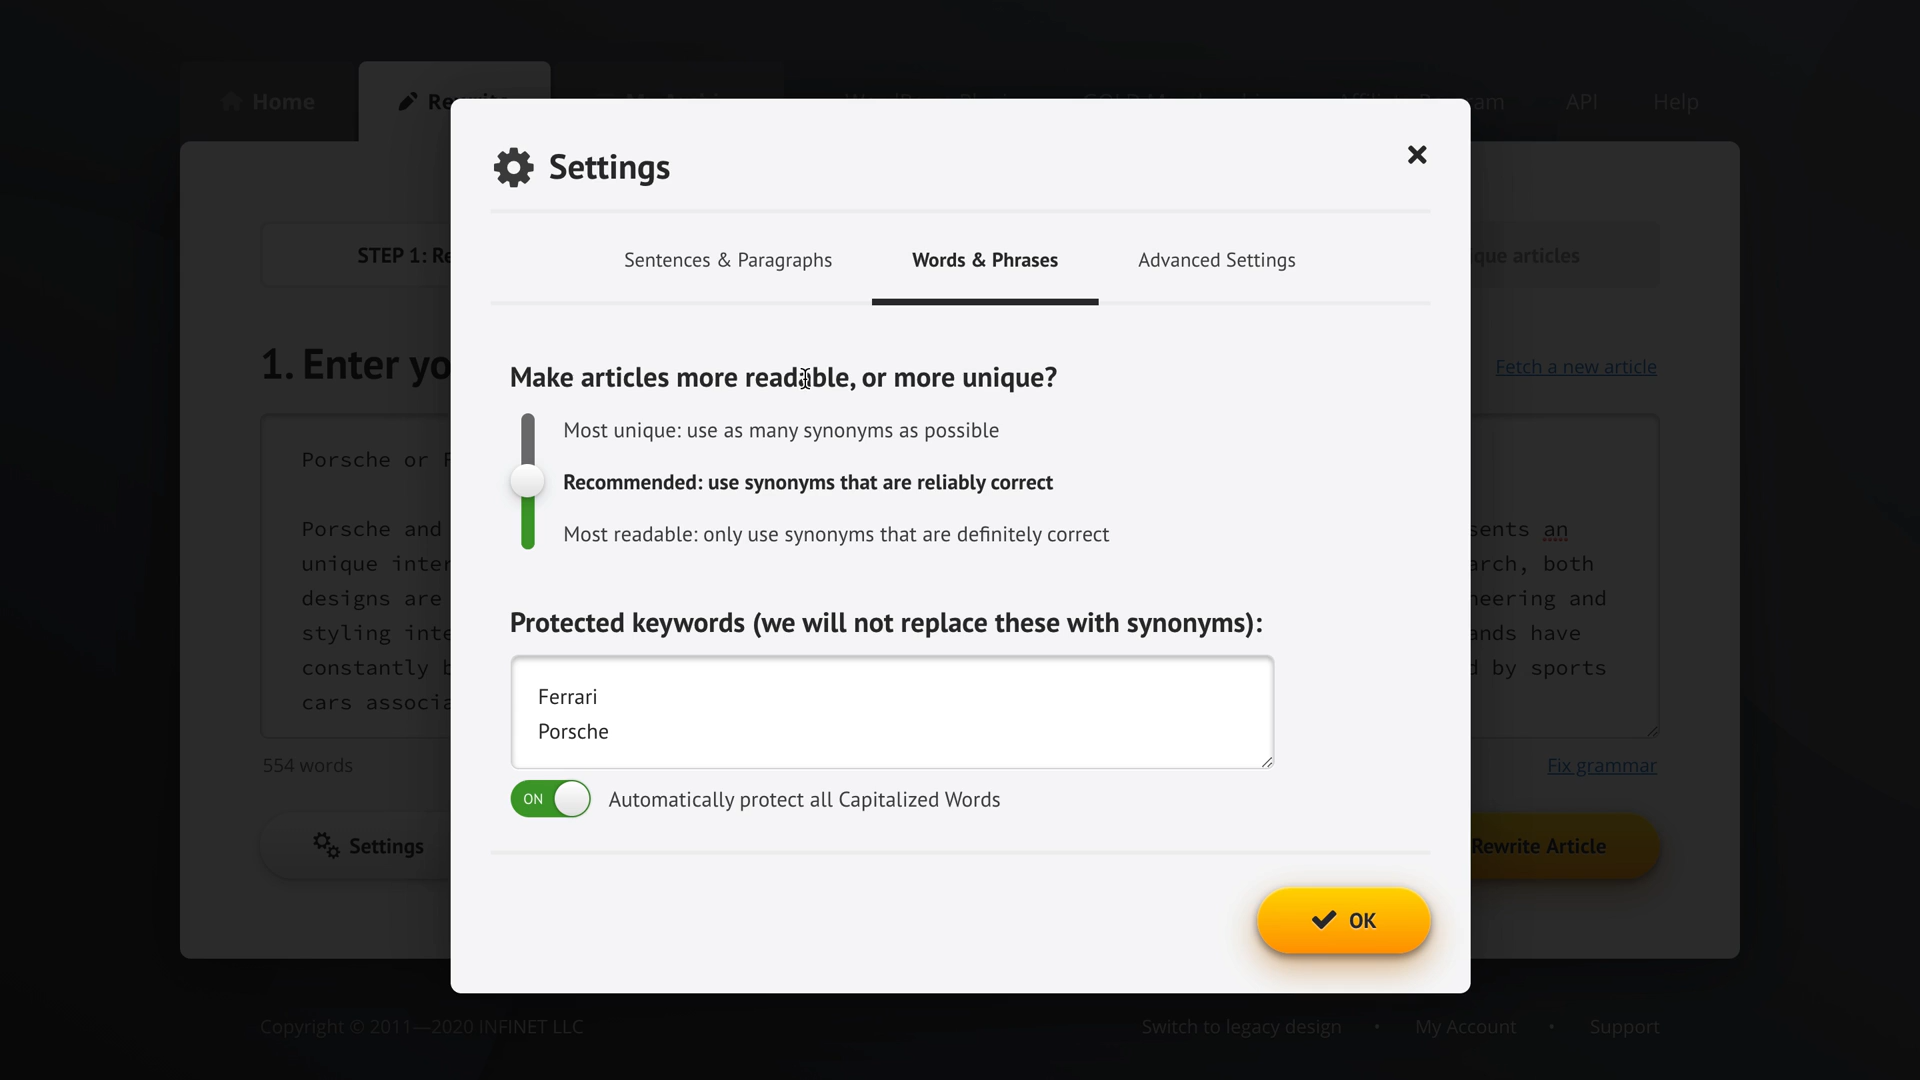 Home
API
Help
Settings
Sentences & Paragraphs
Words & Phrases
Advanced Settings
STEP 1:
que articles
Make articles more readable, or more unique?
1. Enter yo
Fetch a new article
Most unique: use as many synonyms as possible
Recommended: use synonyms that are reliably correct
Most readable: only use synonyms that are definitely correct
Porsche or
Porsche and
unique inter
designs are
styling inte
constantly b
cars associa
sents an
arch, both
neering and
ands have
d by sports
Protected keywords (we will not replace these with synonyms):
Ferrari
Porsche
554 words
Fix grammar
ON
Automatically protect all Capitalized Words
Settings
Rewrite Article
OK
Copyright © 2011—2020 INFINET LLC
Switch to legacy design • My Account • Support